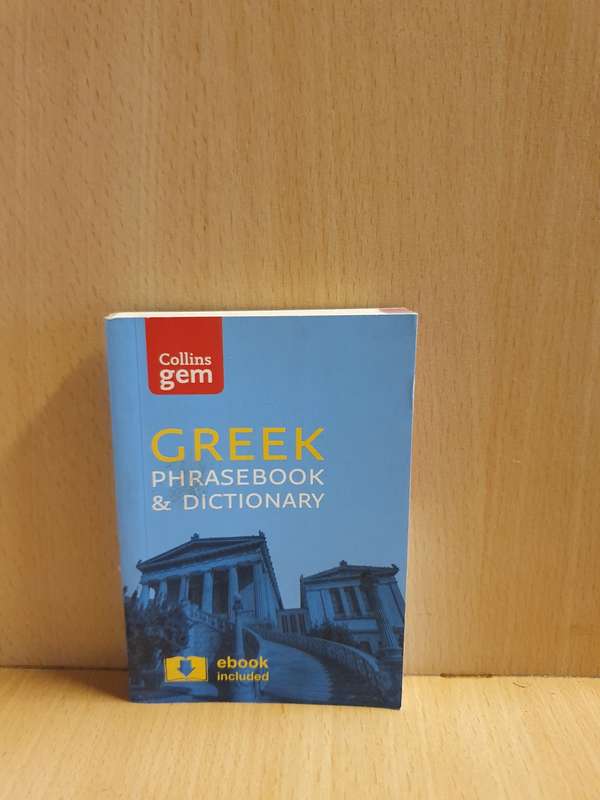 Collins
gem
GREEK
PHRASEBOOK
& DICTIONARY
ebook
included